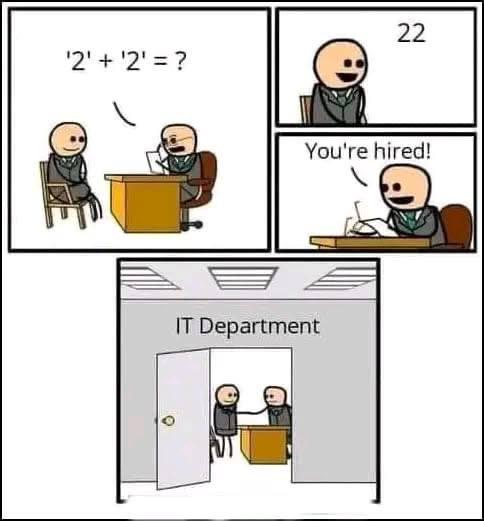 '2' + '2' = ?
22
You're hired!
IT Department